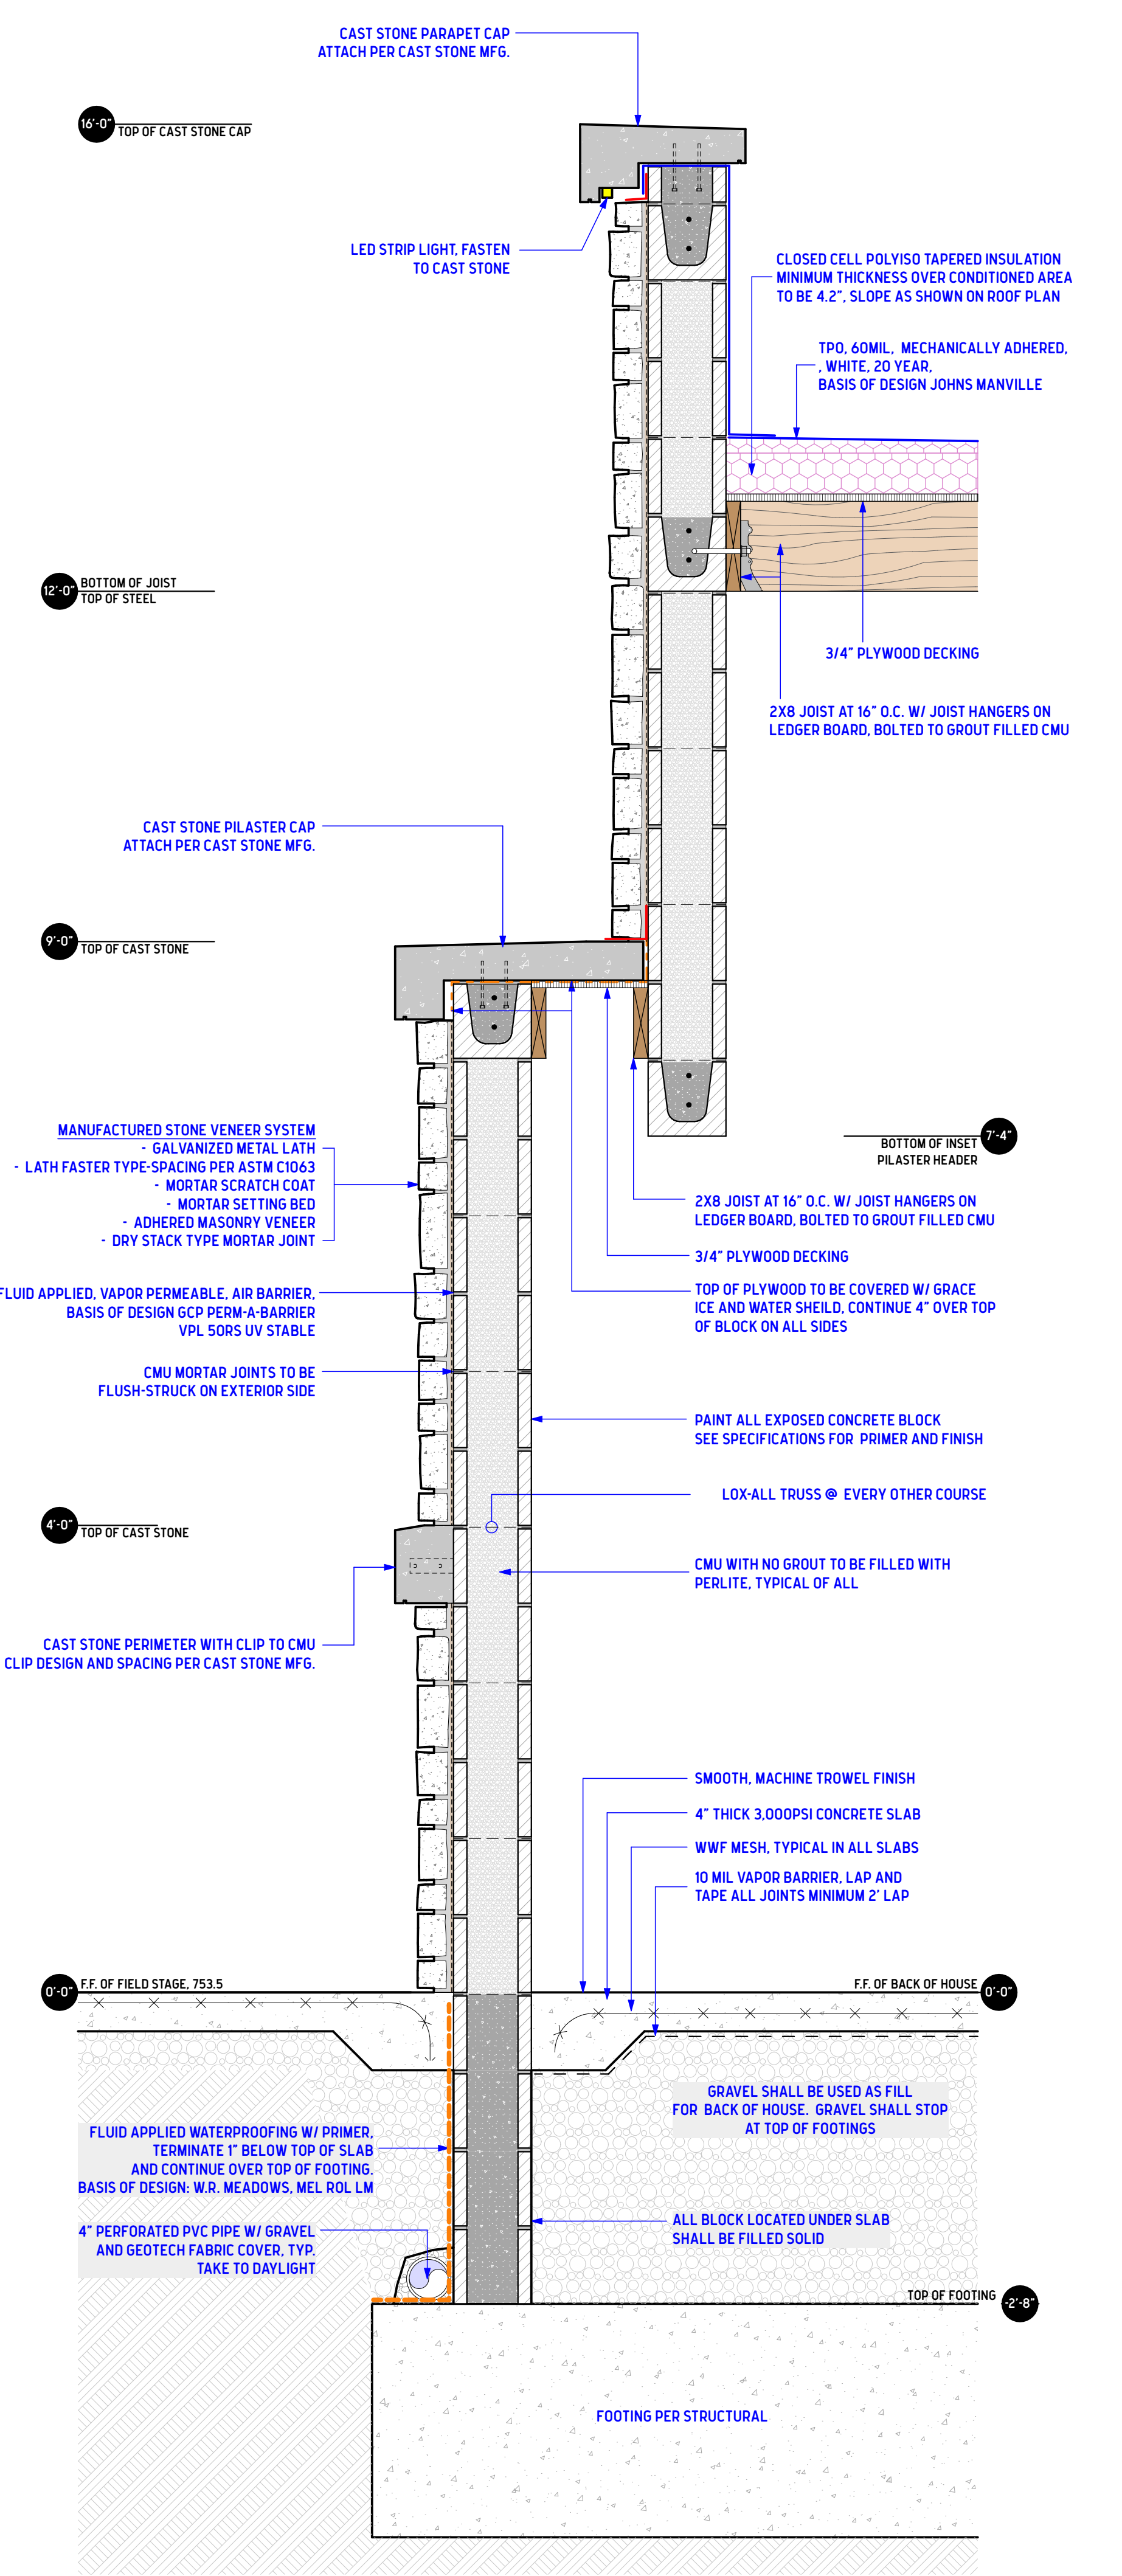 CAST STONE PARAPET CAP
ATTACH PER CAST STONE MFG.
16'-0"
TOP OF CAST STONE CAP
LED STRIP LIGHT, FASTEN
TO CAST STONE
CLOSED CELL POLYISO TAPERED INSULATION
MINIMUM THICKNESS OVER CONDITIONED AREA
TO BE 4.2", SLOPE AS SHOWN ON ROOF PLAN
TPO, 60MIL, MECHANICALLY ADHERED,
, WHITE, 20 YEAR,
BASIS OF DESIGN JOHNS MANVILLE
12'-0"
BOTTOM OF JOIST
TOP OF STEEL
3/4" PLYWOOD DECKING
2X8 JOIST AT 16" O.C. W/ JOIST HANGERS ON
LEDGER BOARD, BOLTED TO GROUT FILLED CMU
CAST STONE PILASTER CAP
ATTACH PER CAST STONE MFG.
9'-0"
TOP OF CAST STONE
MANUFACTURED STONE VENEER SYSTEM
- GALVANIZED METAL LATH
- LATH FASTER TYPE-SPACING PER ASTM C1063
- MORTAR SCRATCH COAT
- MORTAR SETTING BED
- ADHERED MASONRY VENEER
- DRY STACK TYPE MORTAR JOINT
BOTTOM OF INSET
PILASTER HEADER
7'-4"
2X8 JOIST AT 16" O.C. W/ JOIST HANGERS ON
LEDGER BOARD, BOLTED TO GROUT FILLED CMU
3/4" PLYWOOD DECKING
TOP OF PLYWOOD TO BE COVERED W/ GRACE
ICE AND WATER SHEILD, CONTINUE 4" OVER TOP
OF BLOCK ON ALL SIDES
FLUID APPLIED, VAPOR PERMEABLE, AIR BARRIER,
BASIS OF DESIGN GCP PERM-A-BARRIER
VPL 50RS UV STABLE
CMU MORTAR JOINTS TO BE
FLUSH-STRUCK ON EXTERIOR SIDE
PAINT ALL EXPOSED CONCRETE BLOCK
SEE SPECIFICATIONS FOR PRIMER AND FINISH
LOX-ALL TRUSS @ EVERY OTHER COURSE
4'-0"
TOP OF CAST STONE
CMU WITH NO GROUT TO BE FILLED WITH
PERLITE, TYPICAL OF ALL
CAST STONE PERIMETER WITH CLIP TO CMU
CLIP DESIGN AND SPACING PER CAST STONE MFG.
SMOOTH, MACHINE TROWEL FINISH
4" THICK 3,000PSI CONCRETE SLAB
WWF MESH, TYPICAL IN ALL SLABS
10 MIL VAPOR BARRIER, LAP AND
TAPE ALL JOINTS MINIMUM 2' LAP
0'-0"
F.F. OF FIELD STAGE, 753.5
F.F. OF BACK OF HOUSE
0'-0"
GRAVEL SHALL BE USED AS FILL
FOR BACK OF HOUSE. GRAVEL SHALL STOP
AT TOP OF FOOTINGS
FLUID APPLIED WATERPROOFING W/ PRIMER,
TERMINATE 1" BELOW TOP OF SLAB
AND CONTINUE OVER TOP OF FOOTING.
BASIS OF DESIGN: W.R. MEADOWS, MEL ROL LM
4" PERFORATED PVC PIPE W/ GRAVEL
AND GEOTECH FABRIC COVER, TYP.
TAKE TO DAYLIGHT
ALL BLOCK LOCATED UNDER SLAB
SHALL BE FILLED SOLID
TOP OF FOOTING
-2'-8"
FOOTING PER STRUCTURAL